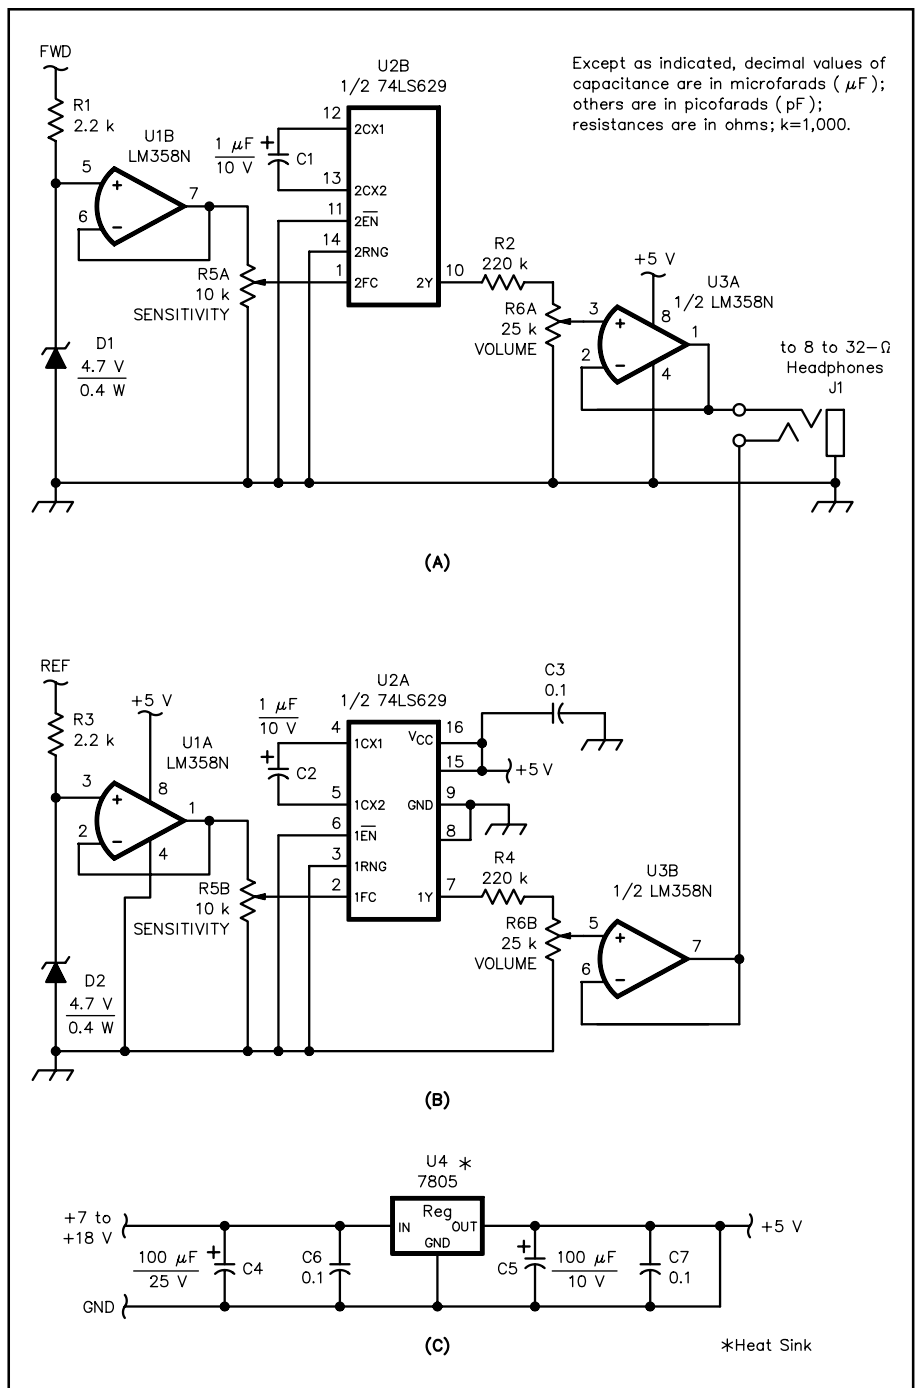 FWD
R1
2.2 k
U1B
LM358N
5
6
7
+
−
R5A
10 k
SENSITIVITY
D1
4.7 V
0.4 W
U2B
1/2 74LS629
1 μF
10 V
+
C1
12
13
11
14
1
2CX1
2CX2
2EN
2RNG
2FC
2Y
10
R2
220 k
R6A
25 k
VOLUME
Except as indicated, decimal values of
capacitance are in microfarads ( μF);
others are in picofarads ( pF);
resistances are in ohms; k=1,000.
+5 V
U3A
1/2 LM358N
3
2
8
1
4
+
−
to 8 to 32−Ω
Headphones
J1
(A)
REF
R3
2.2 k
+5 V
U1A
LM358N
3
2
8
1
4
+
−
R5B
10 k
SENSITIVITY
D2
4.7 V
0.4 W
U2A
1/2 74LS629
1 μF
10 V
+
C2
4
5
6
3
2
1CX1
1CX2
1EN
1RNG
1FC
VCC
GND
1Y
16
15
9
8
7
C3
0.1
+5 V
R4
220 k
R6B
25 k
VOLUME
U3B
1/2 LM358N
5
6
7
+
−
(B)
U4 *
7805
Reg
IN
OUT
GND
+7 to
+18 V
GND
100 μF
25 V
+
C4
C6
0.1
+
C5
100 μF
10 V
C7
0.1
+5 V
(C)
*Heat Sink